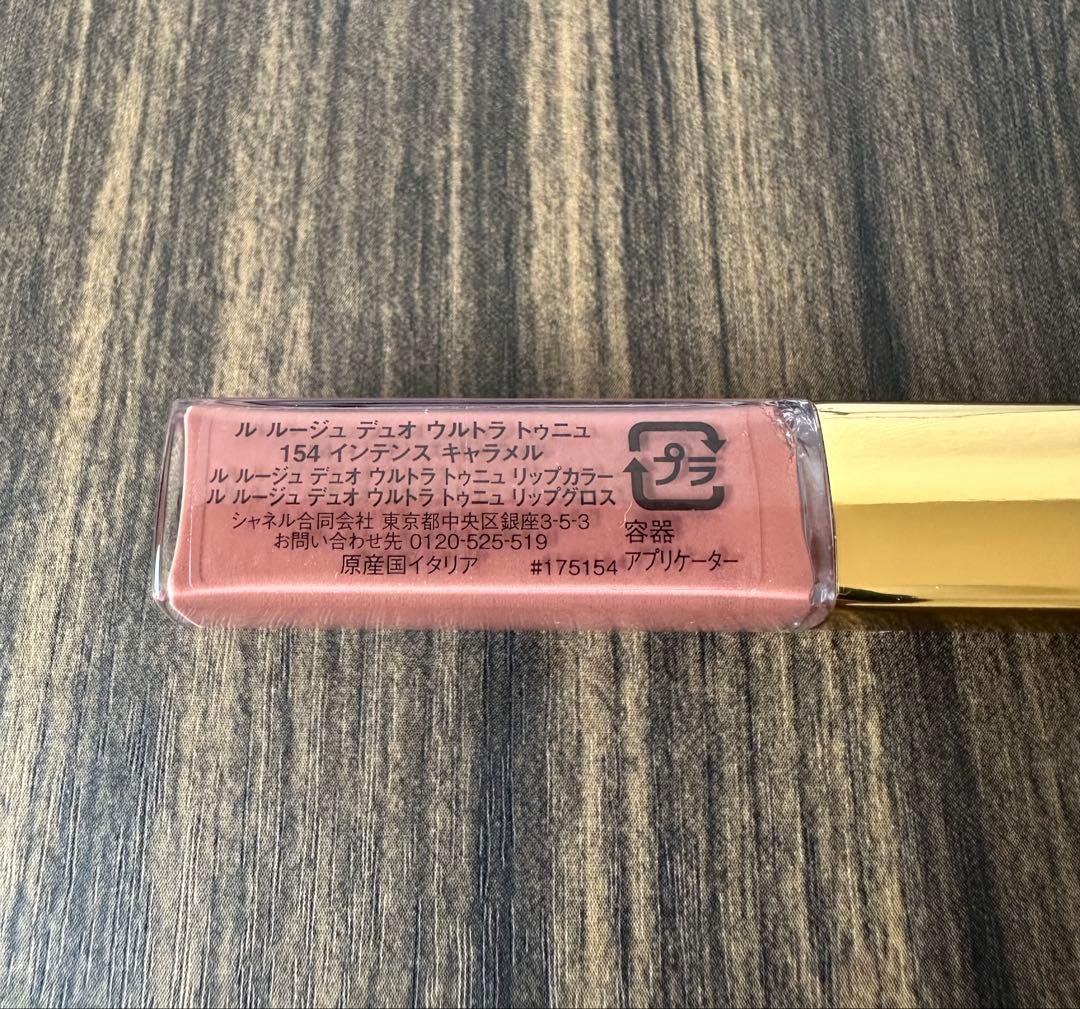 ル ルージュ デュオ ウルトラ トゥニュ
154 インテンス キャラメル
ル ルージュ デュオ ウルトラ トゥニュ リップカラー
ル ルージュ デュオ ウルトラ トゥニュ リップグロス
シャネル合同会社 東京都中央区銀座3-5-3
お問い合わせ先 0120-525-519
原産国イタリア #175154
プラ
容器
アプリケーター